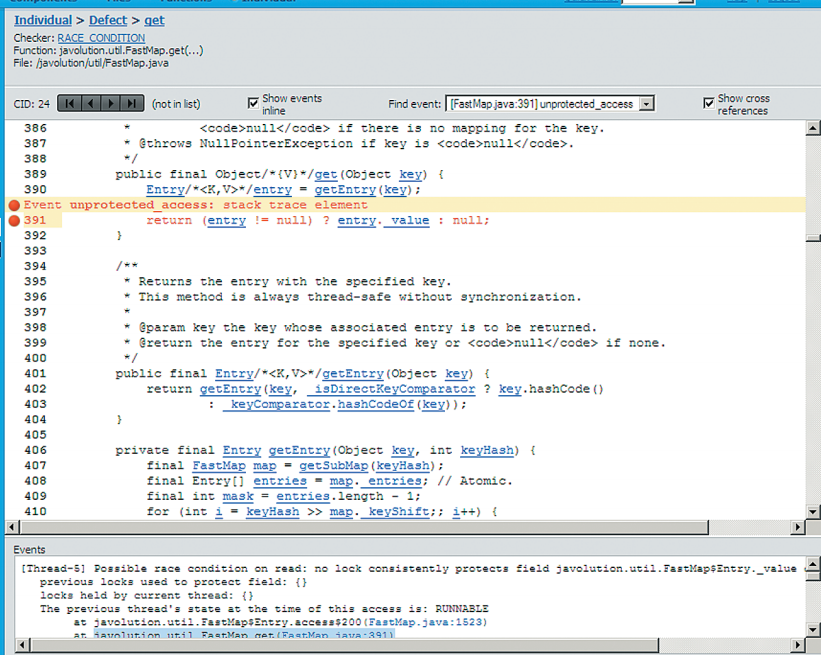 Individual > Defect > get
Checker: RACE_CONDITION
Function: javolution.util.FastMap.get(...)
File: /javolution/util/FastMap.java
CID: 24 (not in list) Show events inline Find event: [FastMap.java:391] unprotected_access Show cross references
386 * <code>null</code> if there is no mapping for the key.
387 * @throws NullPointerException if key is <code>null</code>.
388 */
389 public final Object/*{V}*/get(Object key) {
390 Entry/*<K,V>*/entry = getEntry(key);
Event unprotected_access: stack trace element
391 return (entry != null) ? entry._value : null;
392 }
393
394 /**
395 * Returns the entry with the specified key.
396 * This method is always thread-safe without synchronization.
397 *
398 * @param key the key whose associated entry is to be returned.
399 * @return the entry for the specified key or <code>null</code> if none.
400 */
401 public final Entry/*<K,V>*/getEntry(Object key) {
402 return getEntry(key, _isDirectKeyComparator ? key.hashCode()
403 : _keyComparator.hashCodeOf(key));
404 }
405
406 private final Entry getEntry(Object key, int keyHash) {
407 final FastMap map = getSubMap(keyHash);
408 final Entry[] entries = map._entries; // Atomic.
409 final int mask = entries.length - 1;
410 for (int i = keyHash >> map._keyShift;; i++) {
Events
[Thread-5] Possible race condition on read: no lock consistently protects field javolution.util.FastMap$Entry._value
previous locks used to protect field: {}
locks held by current thread: {}
The previous thread's state at the time of this access is: RUNNABLE
at javolution.util.FastMap$Entry.access$200(FastMap.java:1523)
at javolution.util.FastMap.get(FastMap.java:391)